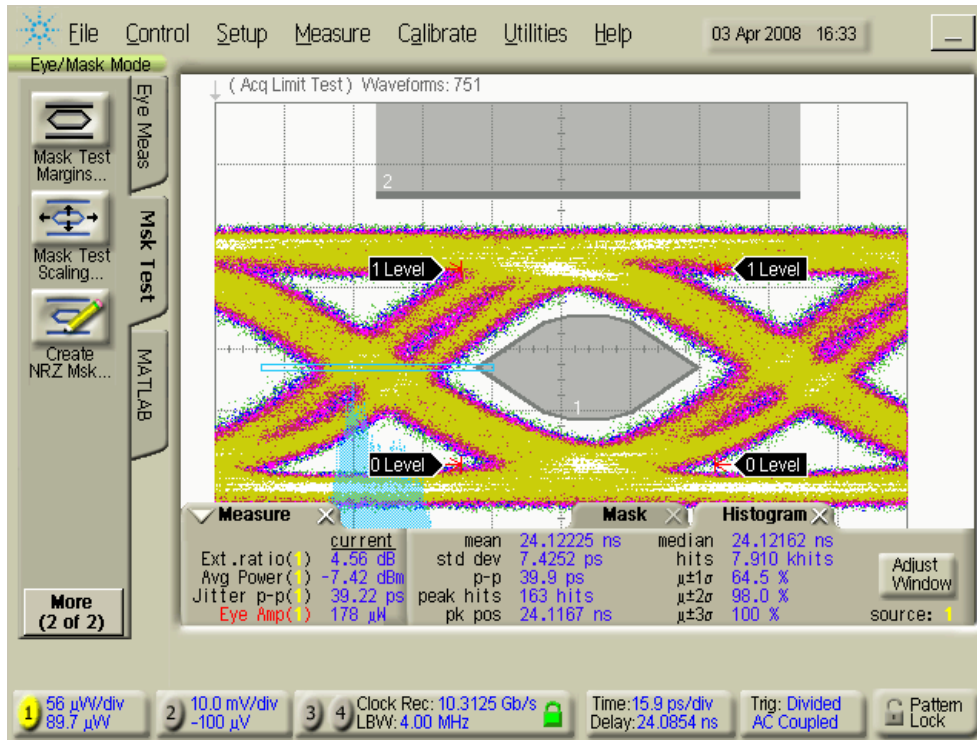 File Control Setup Measure Calibrate Utilities Help 03 Apr 2008 16:33
Eye/Mask Mode
( Acq Limit Test ) Waveforms: 751
Eye Meas
Mask Test
Margins...
2
Msk Test
Mask Test
Scaling...
1 Level 1 Level
Create
NRZ Msk...
MATLAB
1
0 Level 0 Level
Measure Mask Histogram
current mean 24.12225 ns median 24.12162 ns
Ext.ratio(1) 4.56 dB std dev 7.4252 ps hits 7.910 khits
Avg Power(1) -7.42 dBm p-p 39.9 ps µ±1σ 64.5 %
Jitter p-p(1) 39.22 ps peak hits 163 hits µ±2σ 98.0 %
Eye Amp(1) 178 µW pk pos 24.1167 ns µ±3σ 100 %
Adjust
Window
source: 1
More
(2 of 2)
1 56 µW/div
89.7 µW
2 10.0 mV/div
-100 µV
3 4 Clock Rec: 10.3125 Gb/s
LBW: 4.00 MHz
Time:15.9 ps/div
Delay:24.0854 ns
Trig: Divided
AC Coupled
Pattern
Lock